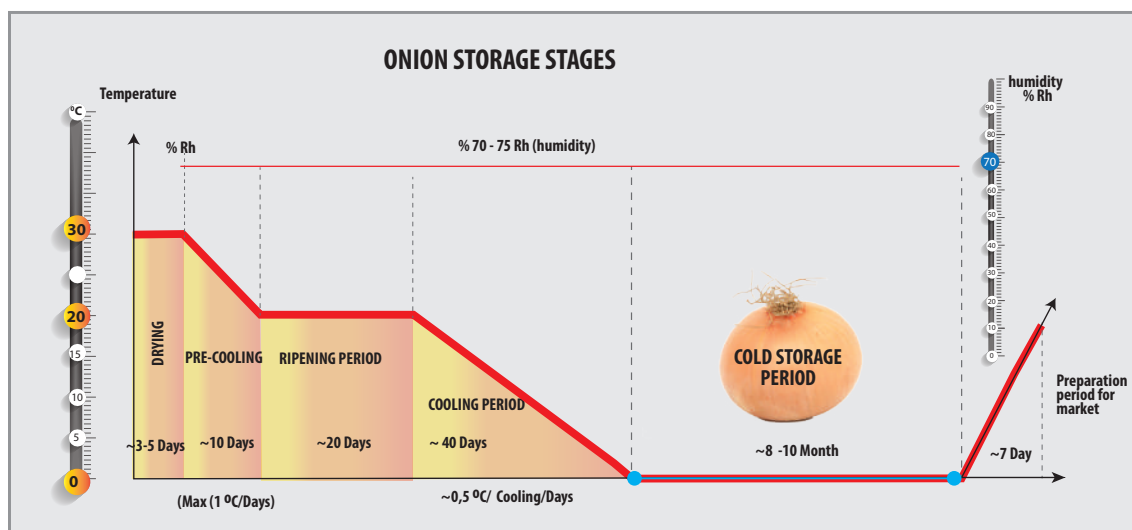 ONION STORAGE STAGES
Temperature
ºC
30
20
15
10
5
0
% Rh
% 70 - 75 Rh (humidity)
humidity
% Rh
90
80
70
60
50
40
30
20
10
0
DRYING
PRE-COOLING
RIPENING PERIOD
COOLING PERIOD
COLD STORAGE
PERIOD
Preparation
period for
market
~3-5 Days
~10 Days
~20 Days
~ 40 Days
~8 -10 Month
~7 Day
(Max (1 ºC/Days)
~0,5 ºC/ Cooling/Days